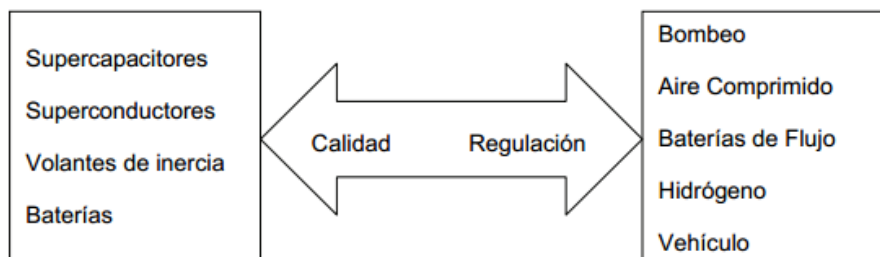 Supercapacitores
Superconductores
Volantes de inercia
Baterías
Calidad
Regulación
Bombeo
Aire Comprimido
Baterías de Flujo
Hidrógeno
Vehículo